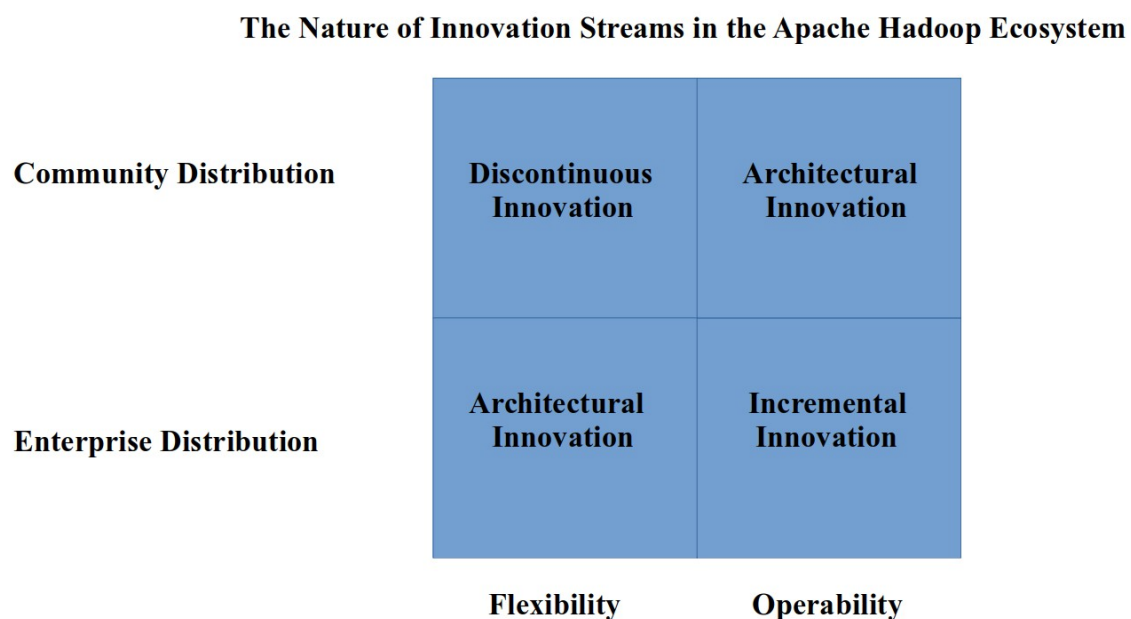 The Nature of Innovation Streams in the Apache Hadoop Ecosystem
Community Distribution
Discontinuous
Innovation
Architectural
Innovation
Enterprise Distribution
Architectural
Innovation
Incremental
Innovation
Flexibility
Operability